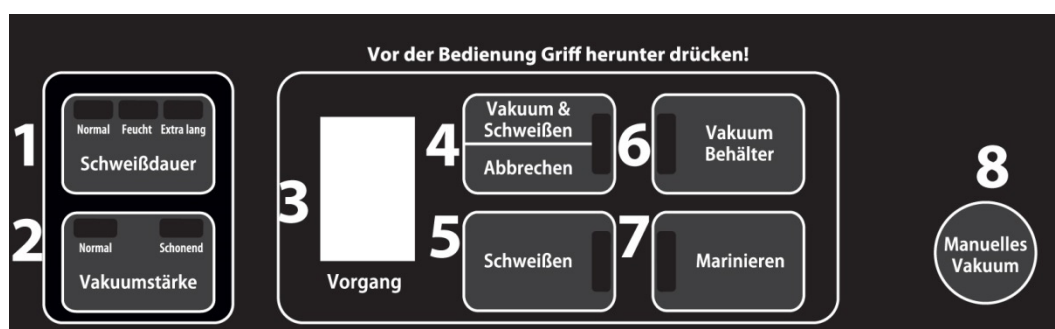 Vor der Bedienung Griff herunter drücken!
1
Normal Feucht Extra lang
Schweißdauer
2
Normal Schonend
Vakuumstärke
3
Vorgang
4
Vakuum &
Schweißen
Abbrechen
5
Schweißen
6
Vakuum
Behälter
7
Marinieren
8
Manuelles
Vakuum